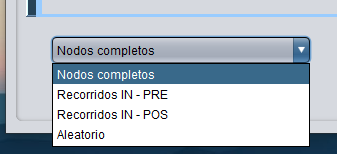 Nodos completos
Nodos completos
Recorridos IN - PRE
Recorridos IN - POS
Aleatorio